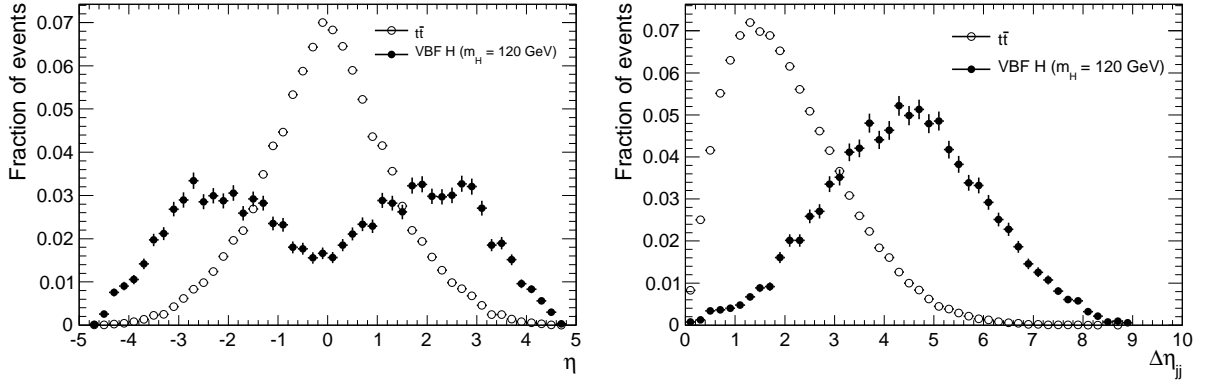 Fraction of events
0.07
0.06
0.05
0.04
0.03
0.02
0.01
0
tt̄
VBF H (m_H = 120 GeV)
-5 -4 -3 -2 -1 0 1 2 3 4 5
η
Fraction of events
0.07
0.06
0.05
0.04
0.03
0.02
0.01
0
tt̄
VBF H (m_H = 120 GeV)
0 1 2 3 4 5 6 7 8 9 10
Δη_jj